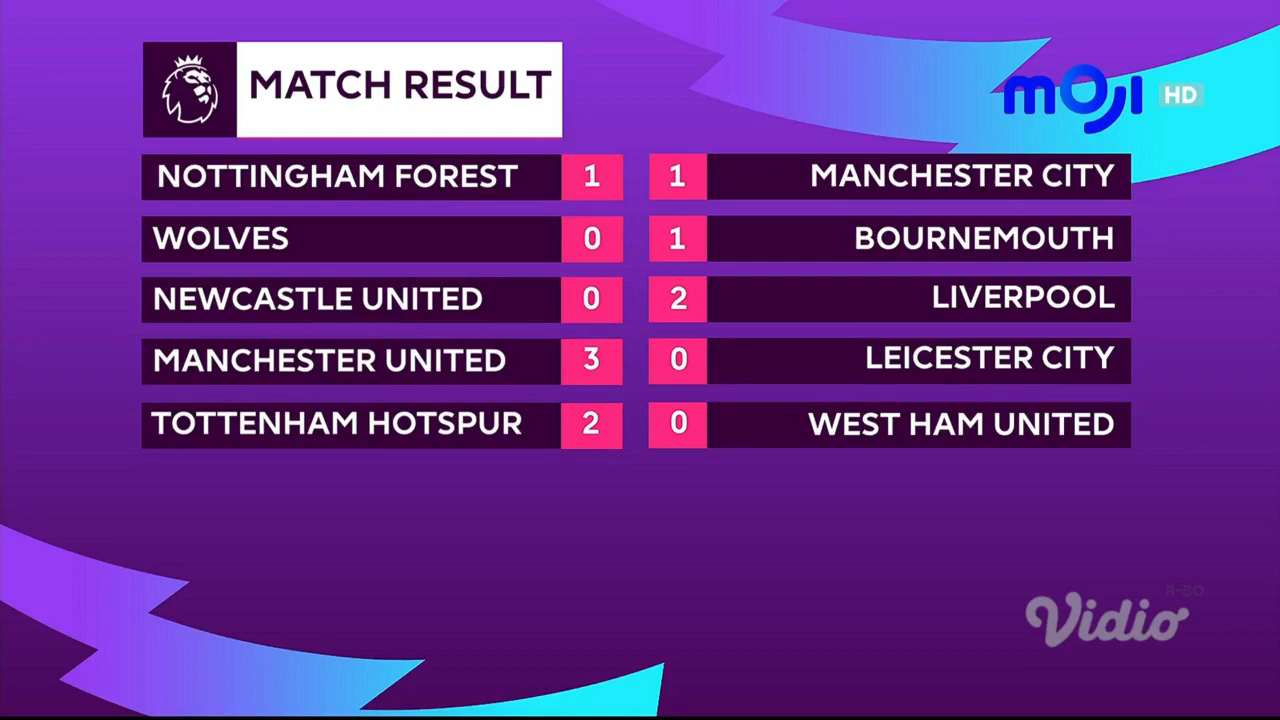 MATCH RESULT
moji HD
NOTTINGHAM FOREST 1 1 MANCHESTER CITY
WOLVES 0 1 BOURNEMOUTH
NEWCASTLE UNITED 0 2 LIVERPOOL
MANCHESTER UNITED 3 0 LEICESTER CITY
TOTTENHAM HOTSPUR 2 0 WEST HAM UNITED
R-BO
Vidio